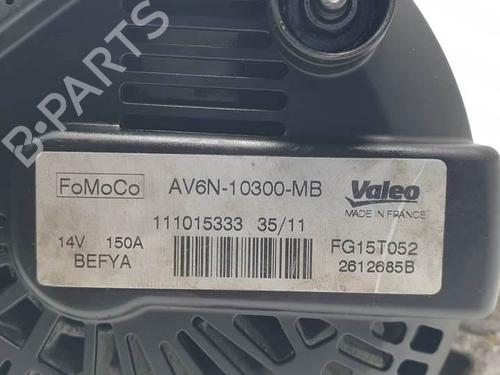 B-PARTS
FoMoCo AV6N-10300-MB Valeo
MADE IN FRANCE
111015333 35/11
14V 150A FG15T052
BEFYA 2612685B